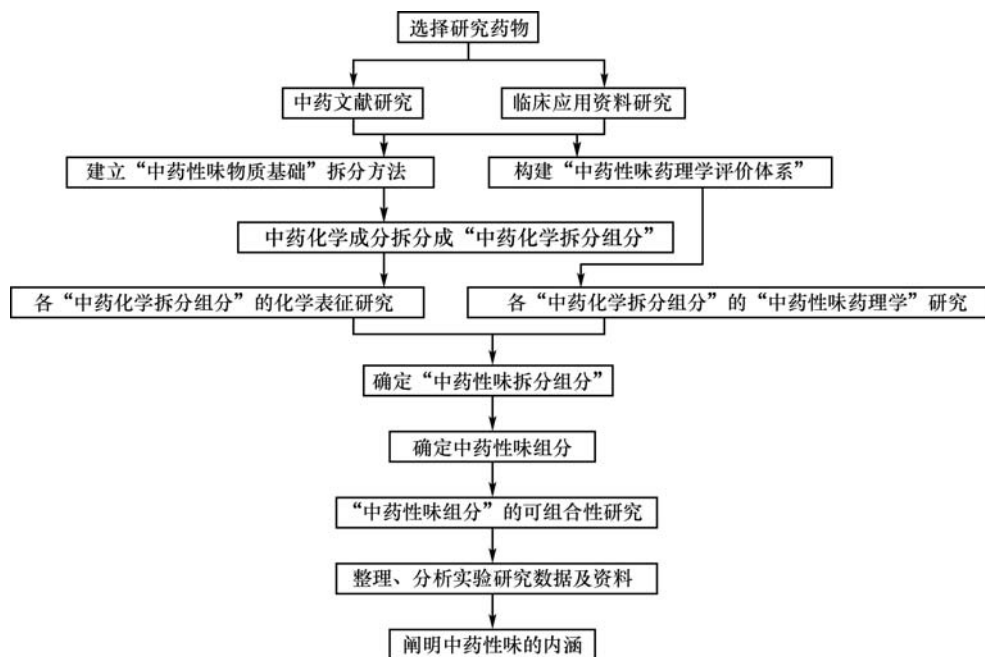 选择研究药物
中药文献研究
临床应用资料研究
建立“中药性味物质基础”拆分方法
构建“中药性味药理学评价体系”
中药化学成分拆分成“中药化学拆分组分”
各“中药化学拆分组分”的化学表征研究
各“中药化学拆分组分”的“中药性味药理学”研究
确定“中药性味拆分组分”
确定中药性味组分
“中药性味组分”的可组合性研究
整理、分析实验研究数据及资料
阐明中药性味的内涵